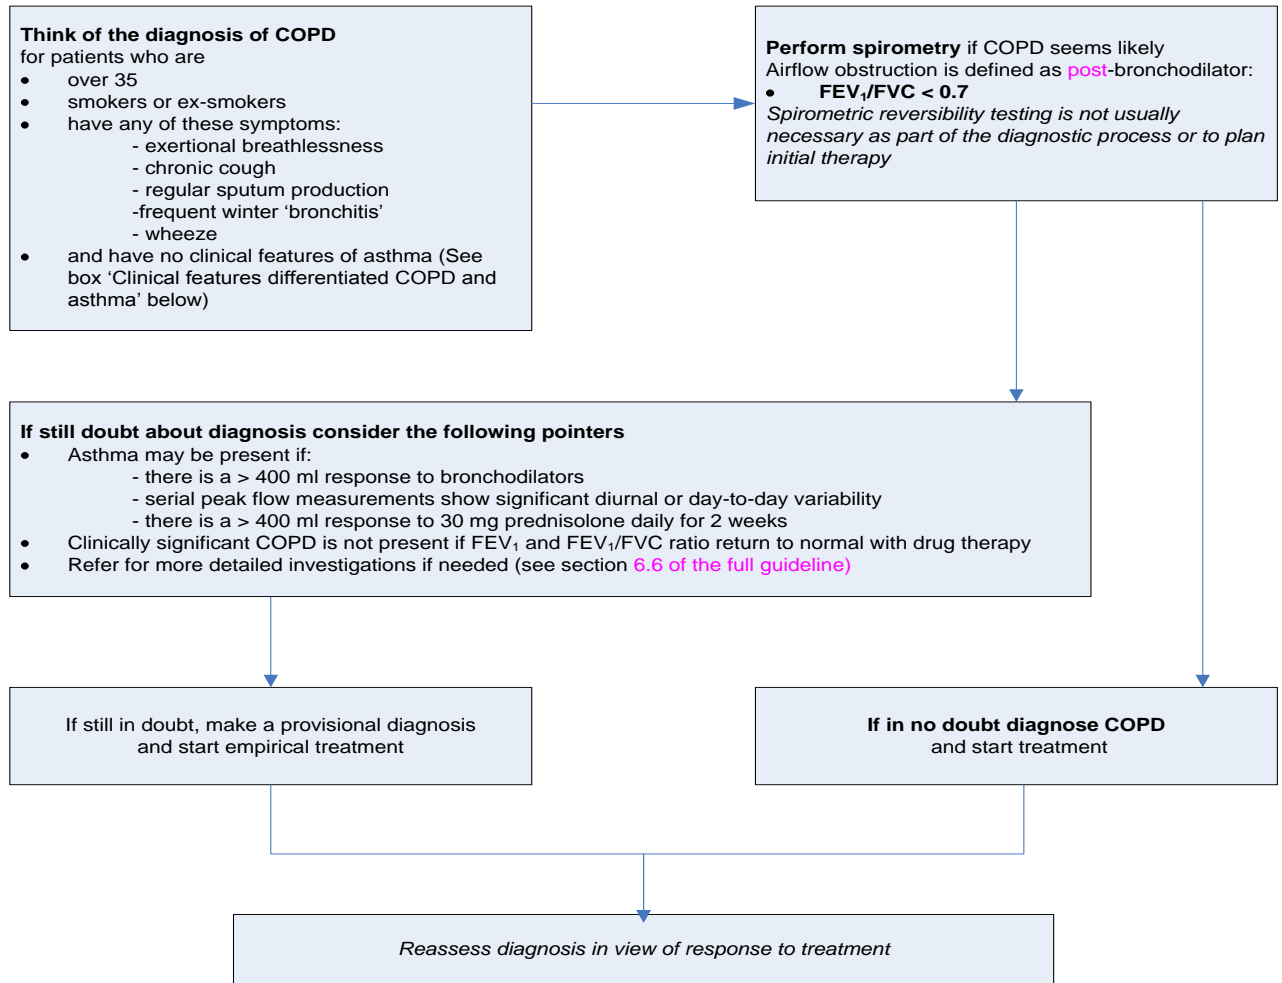 Think of the diagnosis of COPD
for patients who are
• over 35
• smokers or ex-smokers
• have any of these symptoms:
- exertional breathlessness
- chronic cough
- regular sputum production
-frequent winter ‘bronchitis’
- wheeze
• and have no clinical features of asthma (See
box ‘Clinical features differentiated COPD and
asthma’ below)
Perform spirometry if COPD seems likely
Airflow obstruction is defined as post-bronchodilator:
• FEV₁/FVC < 0.7
Spirometric reversibility testing is not usually
necessary as part of the diagnostic process or to plan
initial therapy
If still doubt about diagnosis consider the following pointers
• Asthma may be present if:
- there is a > 400 ml response to bronchodilators
- serial peak flow measurements show significant diurnal or day-to-day variability
- there is a > 400 ml response to 30 mg prednisolone daily for 2 weeks
• Clinically significant COPD is not present if FEV₁ and FEV₁/FVC ratio return to normal with drug therapy
• Refer for more detailed investigations if needed (see section 6.6 of the full guideline)
If still in doubt, make a provisional diagnosis
and start empirical treatment
If in no doubt diagnose COPD
and start treatment
Reassess diagnosis in view of response to treatment